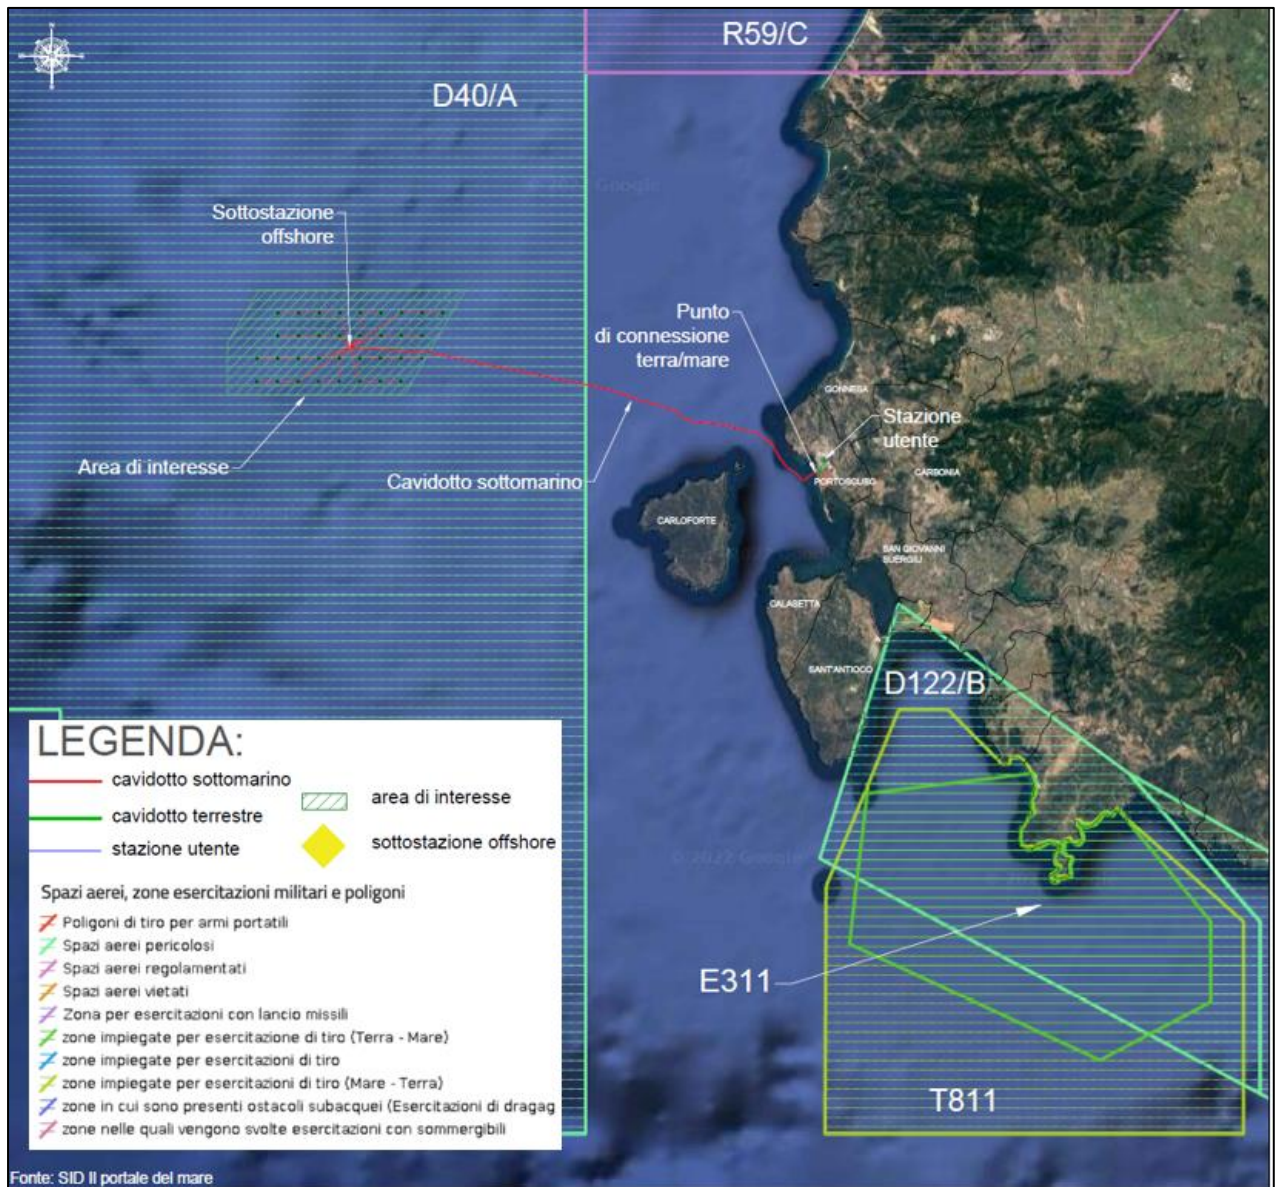 N
R59/C
D40/A
Sottostazione
offshore
Punto
di connessione
terra/mare
GONNESA
Stazione
utente
Area di interesse
Cavidotto sottomarino
CARBONIA
PORTOSCUSO
CARLOFORTE
SAN GIOVANNI
SUERGIU
CALASETTA
SANT'ANTIOCO
D122/B
LEGENDA:
cavidotto sottomarino
cavidotto terrestre
stazione utente
area di interesse
sottostazione offshore
Spazi aerei, zone esercitazioni militari e poligoni
Poligoni di tiro per armi portatili
Spazi aerei pericolosi
Spazi aerei regolamentati
Spazi aerei vietati
Zona per esercitazioni con lancio missili
zone impiegate per esercitazione di tiro (Terra - Mare)
zone impiegate per esercitazioni di tiro
zone impiegate per esercitazioni di tiro (Mare - Terra)
zone in cui sono presenti ostacoli subacquei (Esercitazioni di dragag
zone nelle quali vengono svolte esercitazioni con sommergibili
© 2022 Google
E311
T811
Fonte: SID Il portale del mare